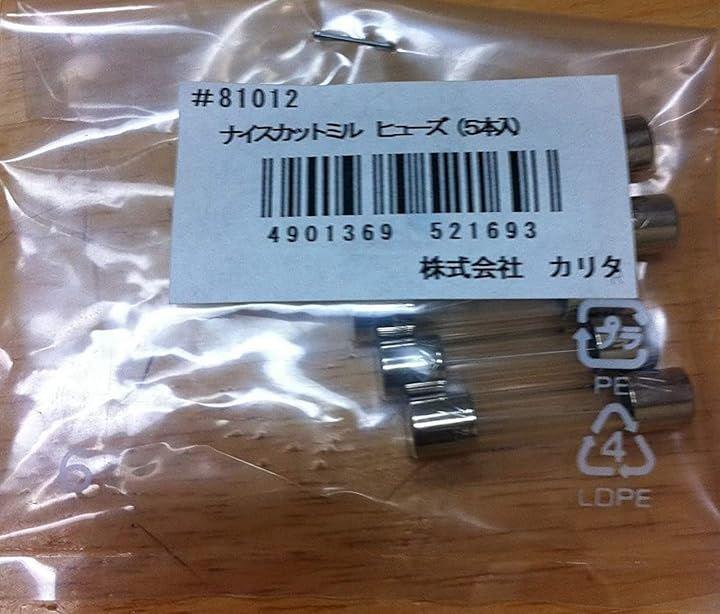 #81012
ナイスカットミル ヒューズ (5本入)
4901369 521693
株式会社 カリタ
プラ
PE
4
LDPE